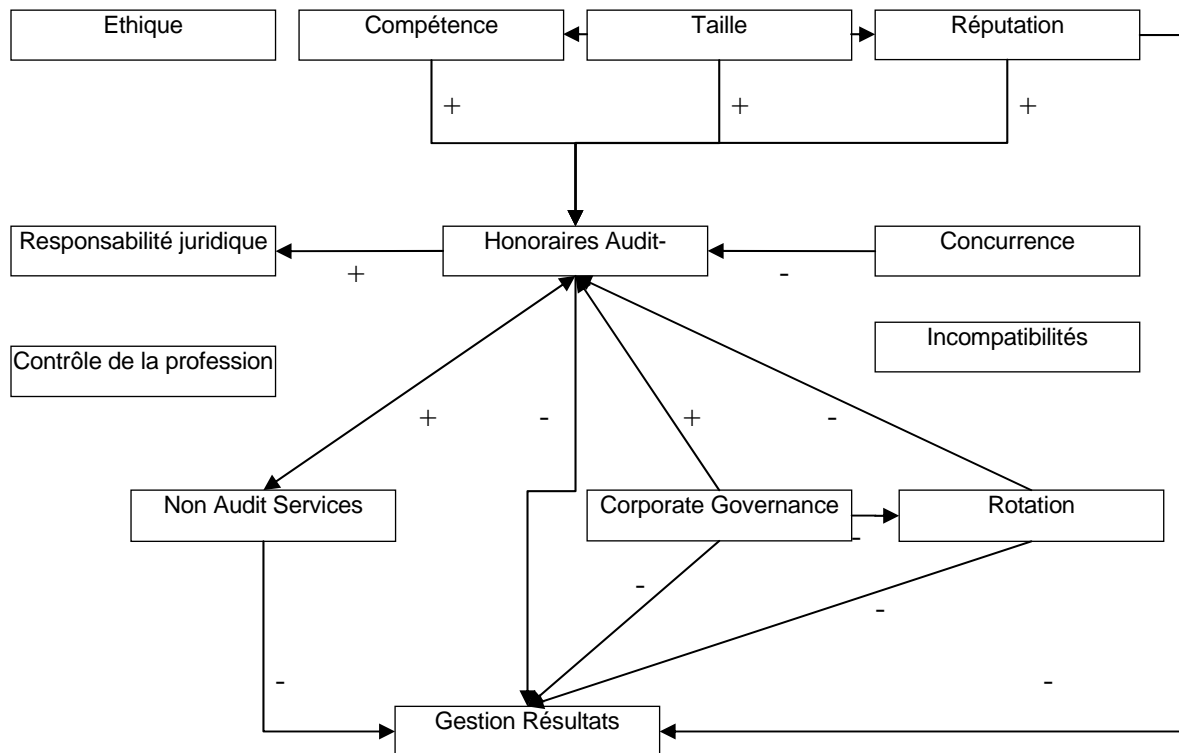 Ethique
Compétence
Taille
Réputation
+
+
+
Responsabilité juridique
Honoraires Audit-
Concurrence
+
-
Incompatibilités
Contrôle de la profession
+
-
+
-
Non Audit Services
Corporate Governance
Rotation
-
-
-
-
-
Gestion Résultats